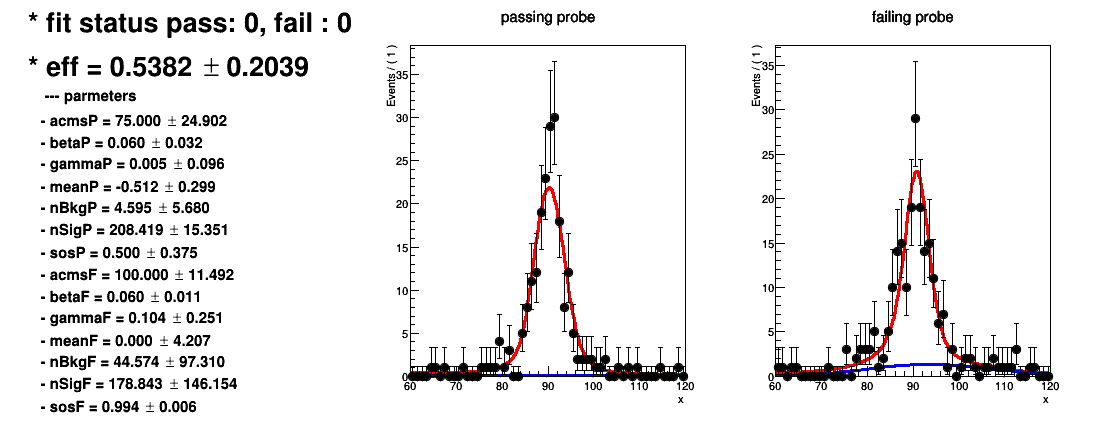 * fit status pass: 0, fail : 0
* eff = 0.5382 ± 0.2039
--- parmeters
- acmsP = 75.000 ± 24.902
- betaP = 0.060 ± 0.032
- gammaP = 0.005 ± 0.096
- meanP = -0.512 ± 0.299
- nBkgP = 4.595 ± 5.680
- nSigP = 208.419 ± 15.351
- sosP = 0.500 ± 0.375
- acmsF = 100.000 ± 11.492
- betaF = 0.060 ± 0.011
- gammaF = 0.104 ± 0.251
- meanF = 0.000 ± 4.207
- nBkgF = 44.574 ± 97.310
- nSigF = 178.843 ± 146.154
- sosF = 0.994 ± 0.006
passing probe
Events / ( 1 )
35
30
25
20
15
10
5
0
60 70 80 90 100 110 120
x
failing probe
Events / ( 1 )
35
30
25
20
15
10
5
0
60 70 80 90 100 110 120
x